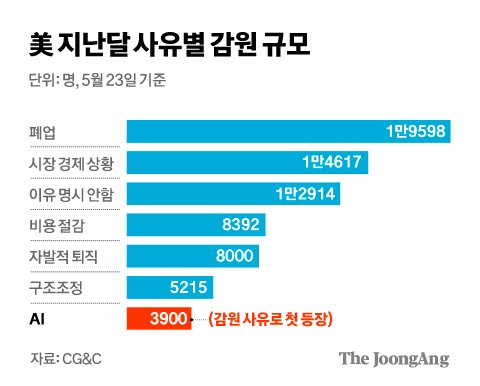 美 지난달 사유별 감원 규모
단위: 명, 5월 23일 기준
폐업 1만9598
시장 경제 상황 1만4617
이유 명시 안함 1만2914
비용 절감 8392
자발적 퇴직 8000
구조조정 5215
AI 3900 (감원 사유로 첫 등장)
자료: CG&C The JoongAng